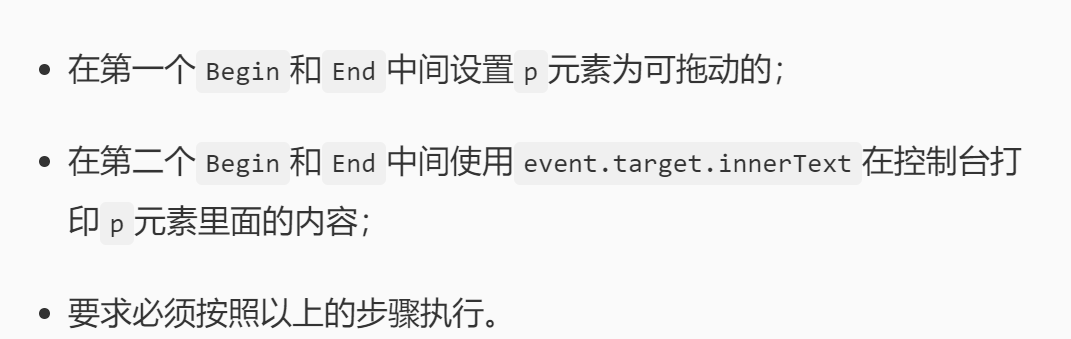 在第一个 Begin 和 End 中间设置 p 元素为可拖动的；
在第二个 Begin 和 End 中间使用 event.target.innerText 在控制台打
印 p 元素里面的内容；
要求必须按照以上的步骤执行。